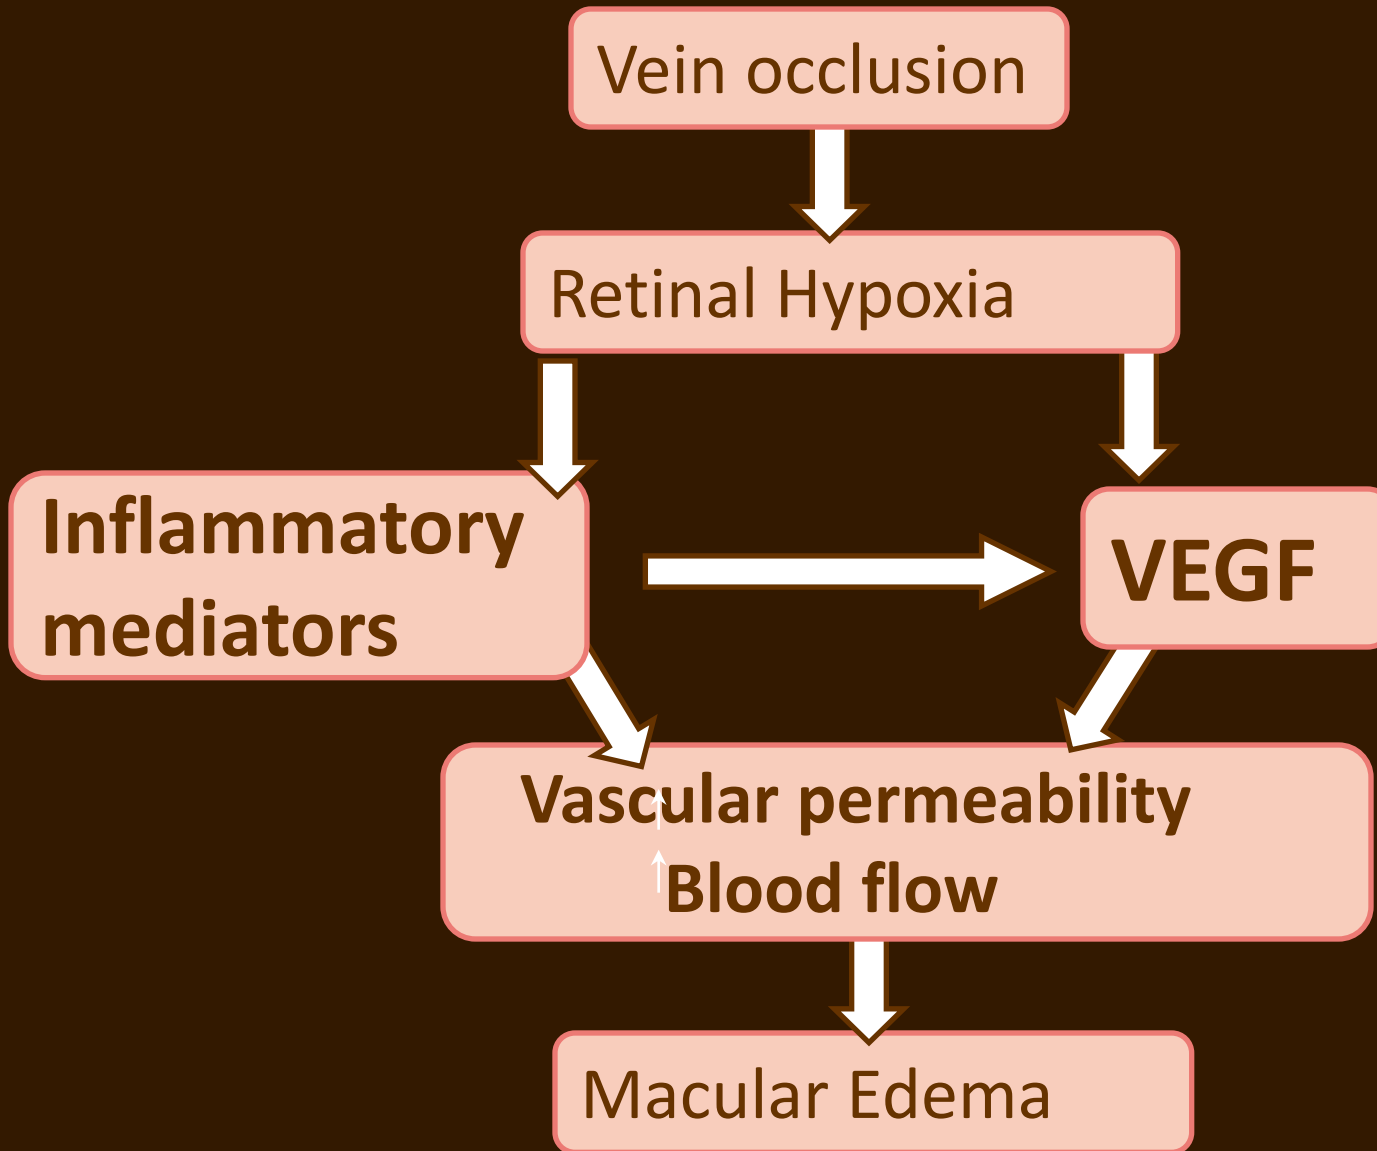 Vein occlusion
Retinal Hypoxia
Inflammatory
mediators
VEGF
↑ Vascular permeability
↑ Blood flow
Macular Edema